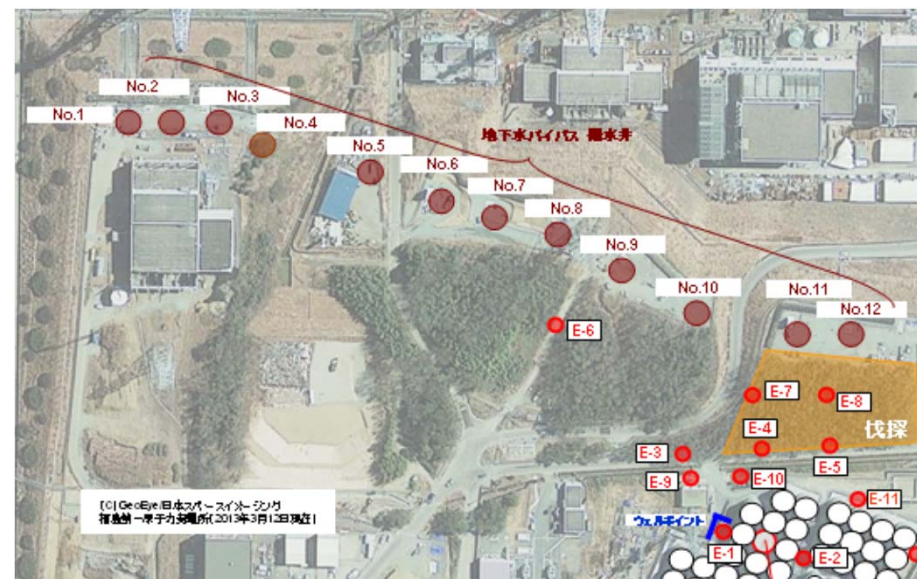 No.1
No.2
No.3
No.4
No.5
No.6
No.7
No.8
No.9
No.10
No.11
No.12
地下水バイパス 揚水井
E-6
E-7
E-8
伐採
E-4
E-3
E-5
E-9
E-10
E-11
ウェルポイント
E-1
E-2
(C)GeoEye/日本スペースイメージング
福島第一原子力発電所(2013年3月12日現在)